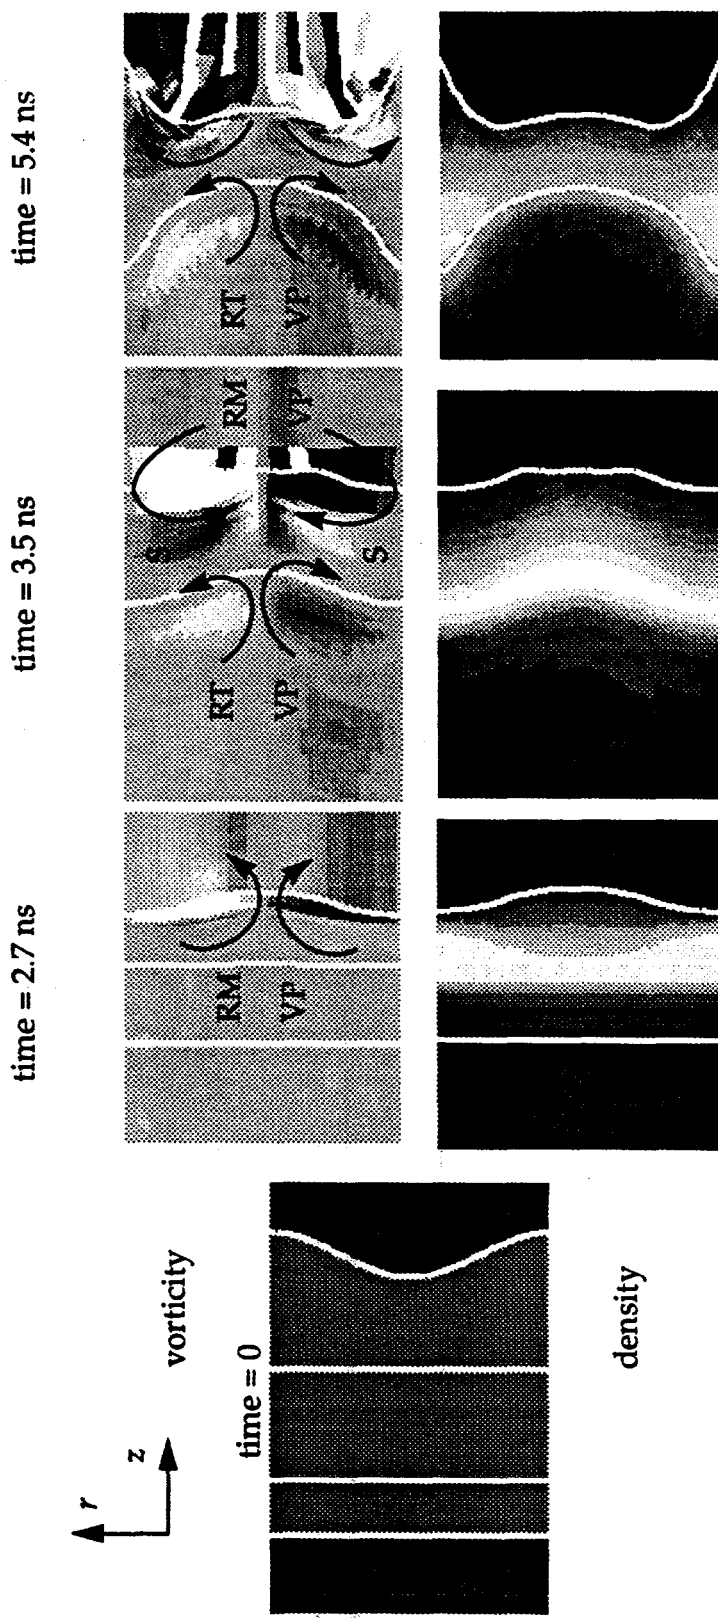 time = 2.7 ns
time = 3.5 ns
time = 5.4 ns
r
z
vorticity
time = 0
density
RM
VP
RT
VP
S
S
RM
VP
RT
VP